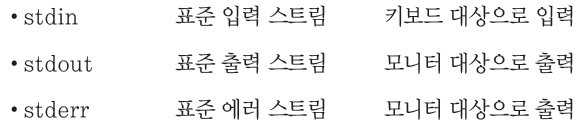 • stdin 표준 입력 스트림 키보드 대상으로 입력
• stdout 표준 출력 스트림 모니터 대상으로 출력
• stderr 표준 에러 스트림 모니터 대상으로 출력